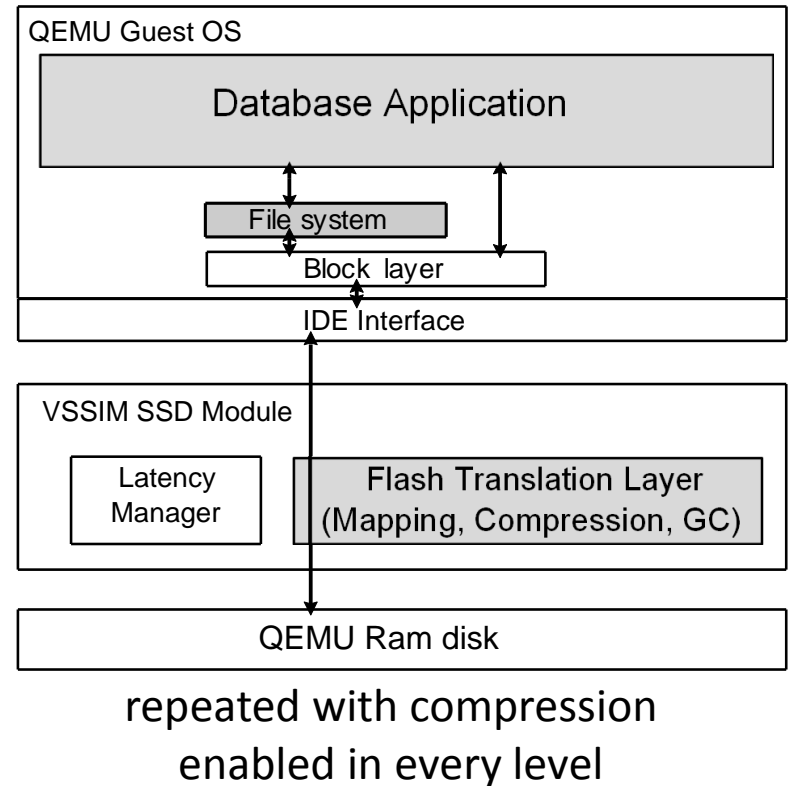 QEMU Guest OS
Database Application
File system
Block layer
IDE Interface
VSSIM SSD Module
Latency
Manager
Flash Translation Layer
(Mapping, Compression, GC)
QEMU Ram disk
repeated with compression
enabled in every level